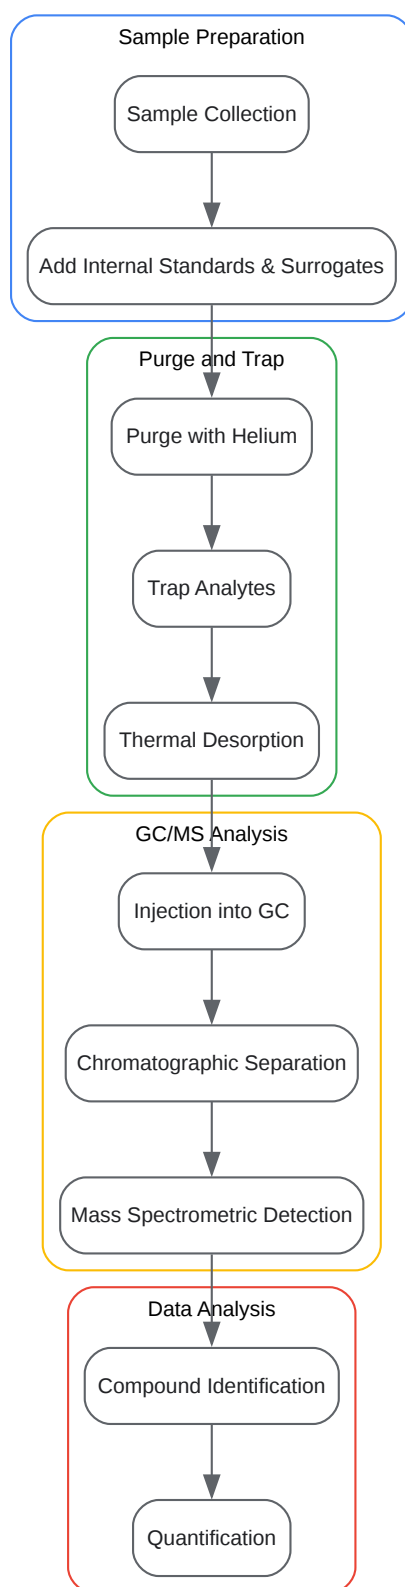 Sample Preparation
Sample Collection
Add Internal Standards & Surrogates
Purge and Trap
Purge with Helium
Trap Analytes
Thermal Desorption
GC/MS Analysis
Injection into GC
Chromatographic Separation
Mass Spectrometric Detection
Data Analysis
Compound Identification
Quantification